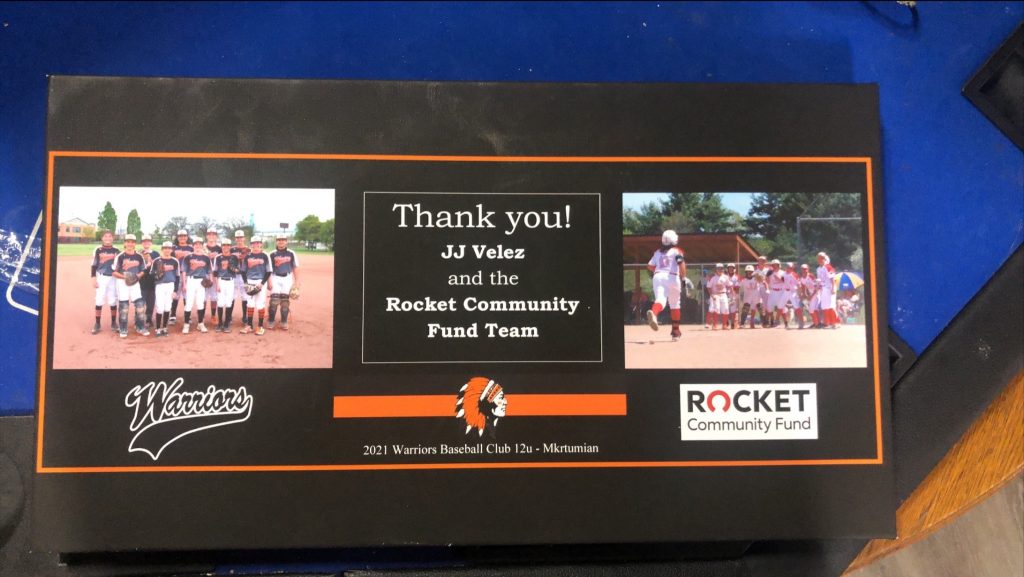 Thank you!
JJ Velez
and the
Rocket Community
Fund Team
Warriors
ROCKET
Community Fund
2021 Warriors Baseball Club 12u - Mkrtumian